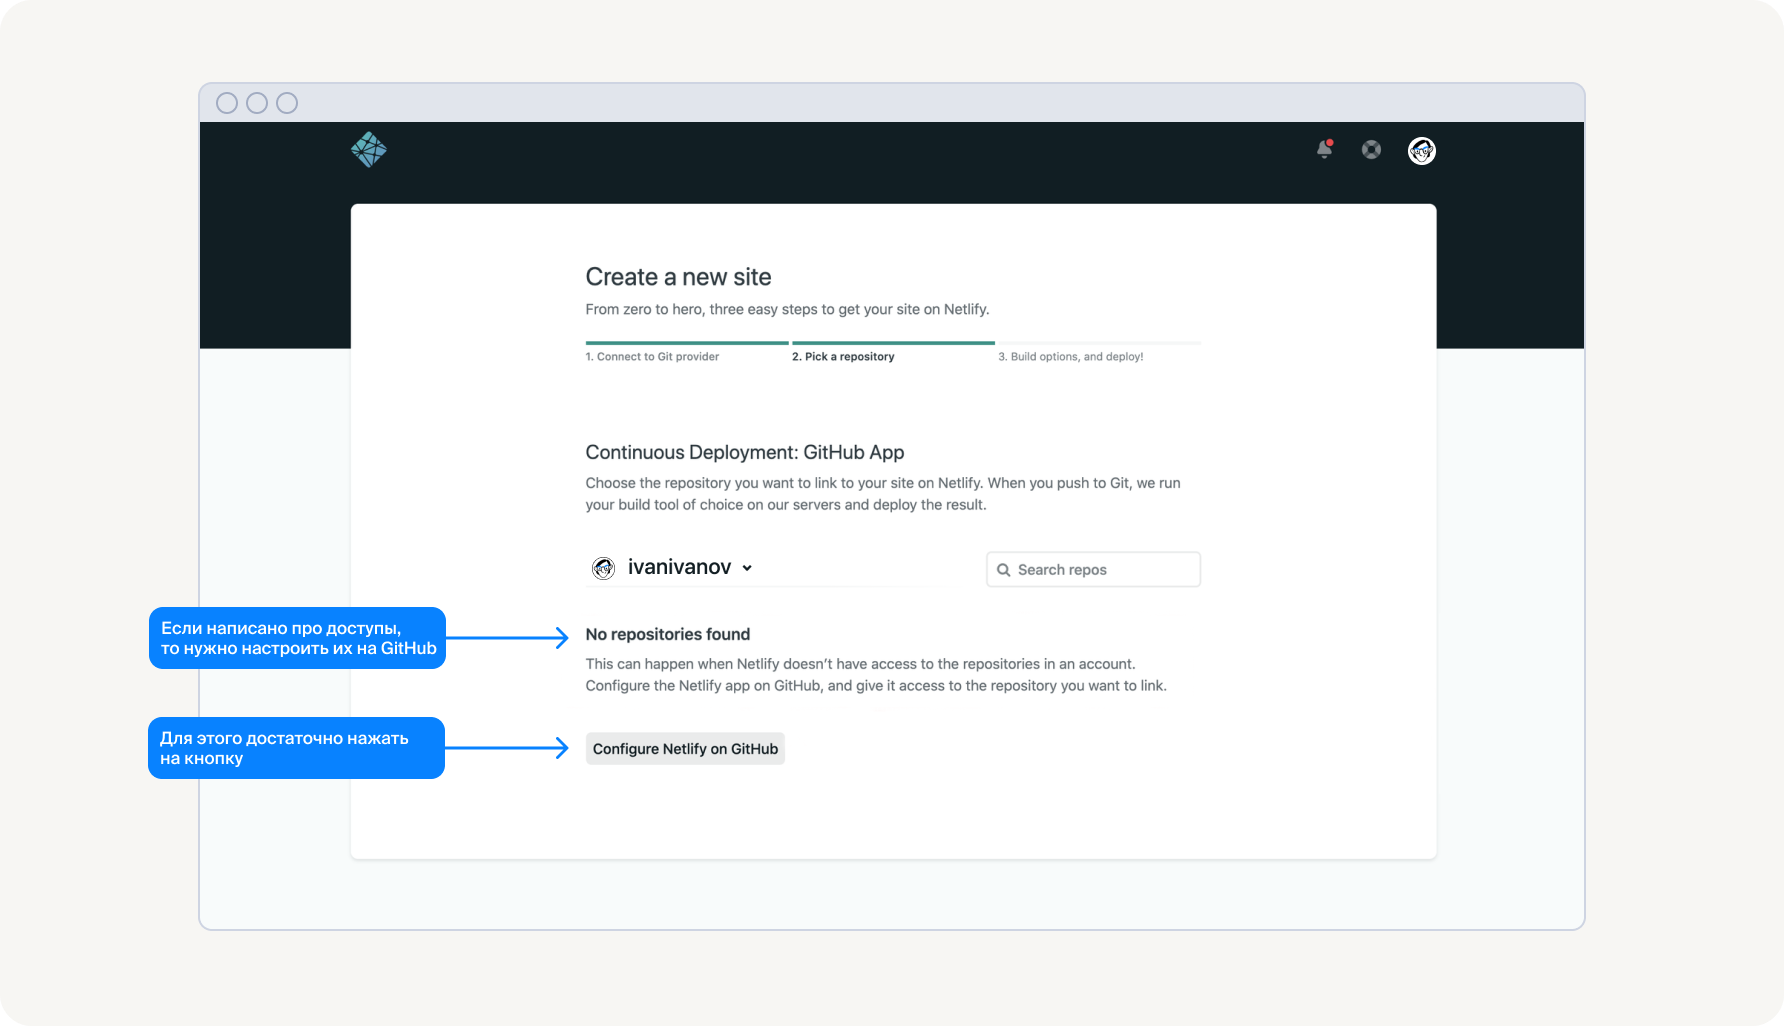 Create a new site
From zero to hero, three easy steps to get your site on Netlify.
1. Connect to Git provider
2. Pick a repository
3. Build options, and deploy!
Continuous Deployment: GitHub App
Choose the repository you want to link to your site on Netlify. When you push to Git, we run
your build tool of choice on our servers and deploy the result.
ivanivanov
Search repos
Если написано про доступы,
то нужно настроить их на GitHub
No repositories found
This can happen when Netlify doesn’t have access to the repositories in an account.
Configure the Netlify app on GitHub, and give it access to the repository you want to link.
Для этого достаточно нажать
на кнопку
Configure Netlify on GitHub